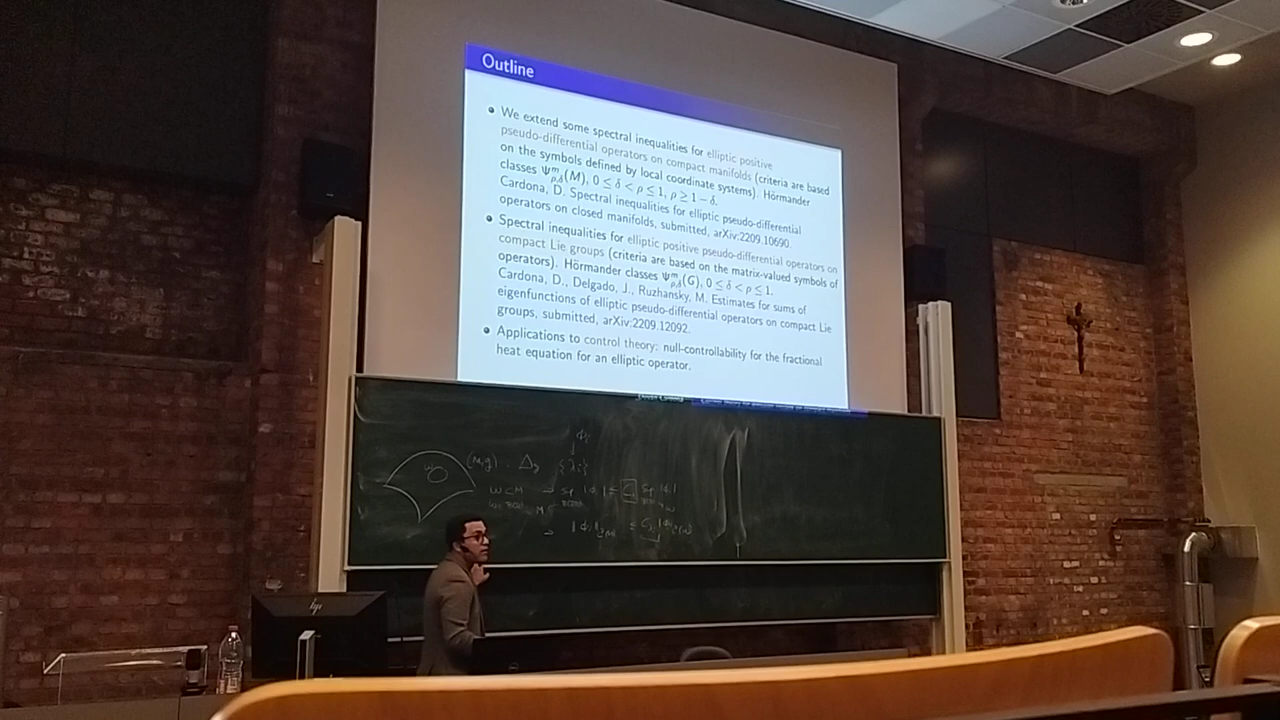 Outline
We extend some spectral inequalities for elliptic positive
pseudo-differential operators on compact manifolds (criteria are based
on the symbols defined by local coordinate systems). Hörmander
classes Ψ^m_{ρ,δ}(M), 0 ≤ δ < ρ ≤ 1, ρ ≥ 1 − δ.
Cardona, D. Spectral inequalities for elliptic pseudo-differential
operators on closed manifolds, submitted, arXiv:2209.10690.
Spectral inequalities for elliptic positive pseudo-differential operators on
compact Lie groups (criteria are based on the matrix-valued symbols of
operators). Hörmander classes Ψ^m_{ρ,δ}(G), 0 ≤ δ < ρ ≤ 1.
Cardona, D., Delgado, J., Ruzhansky, M. Estimates for sums of
eigenfunctions of elliptic pseudo-differential operators on compact Lie
groups, submitted, arXiv:2209.12092.
Applications to control theory: null-controllability for the fractional
heat equation for an elliptic operator.
(M,g) . Δg
{λj}
hp